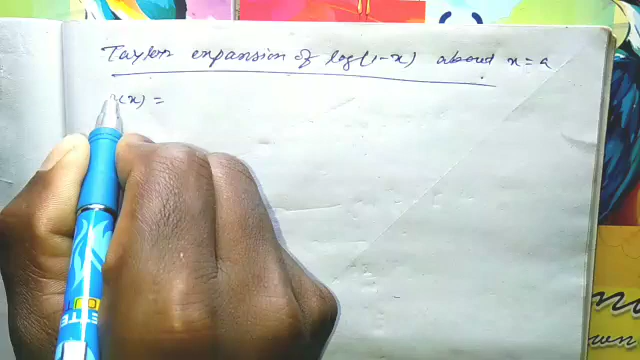 Taylor expansion of log(1-x) about x = a
(x) =